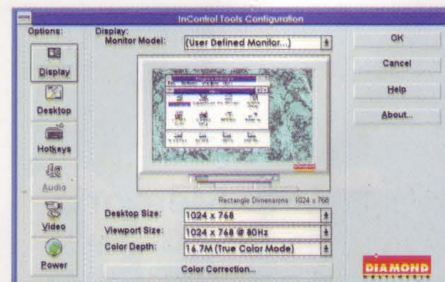 InControl Tools Configuration
Options:
Display
Desktop
Hotkeys
Audio
Video
Power
Display:
Monitor Model:
(User Defined Monitor...)
DIAMOND
Rectangle Dimensions: 1024 x 768
Desktop Size:
1024 x 768
Viewport Size:
1024 x 768 @ 80Hz
Color Depth:
16.7M (True Color Mode)
Color Correction...
OK
Cancel
Help
About...
DIAMOND
MULTIMEDIA